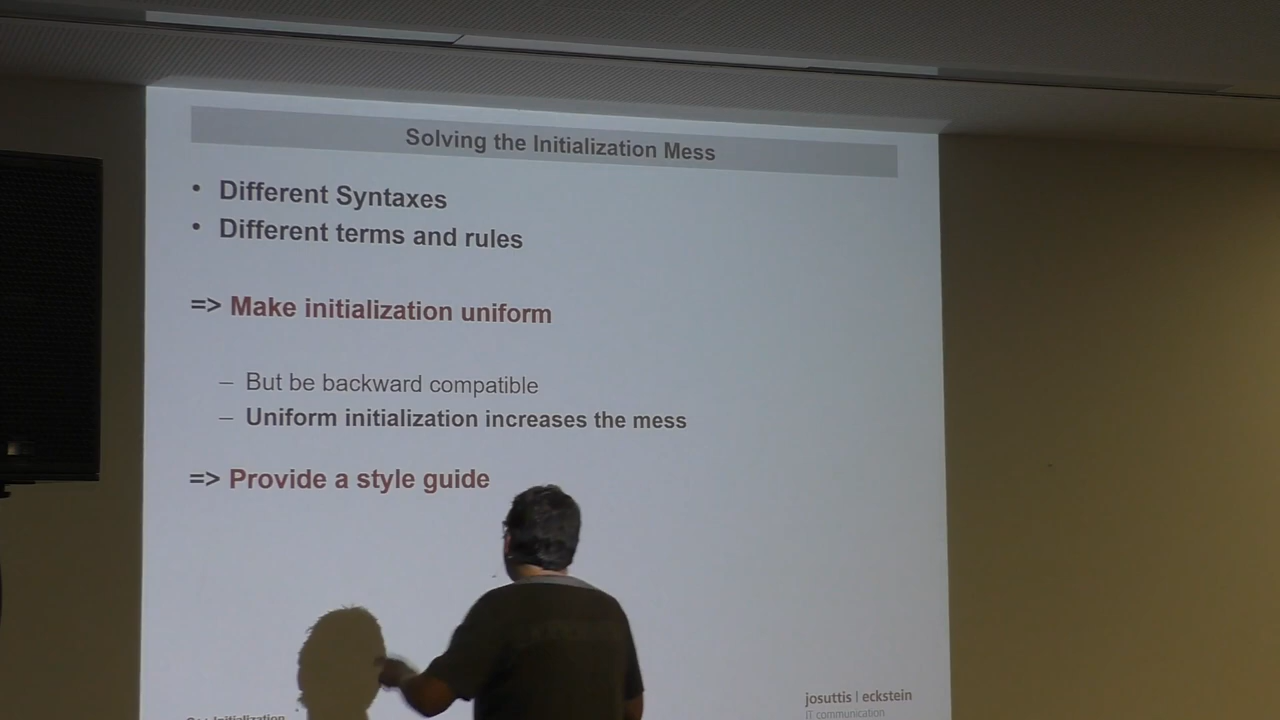 Solving the Initialization Mess
• Different Syntaxes
• Different terms and rules
=> Make initialization uniform
– But be backward compatible
– Uniform initialization increases the mess
=> Provide a style guide
josuttis | eckstein
IT communication
C++ Initialization